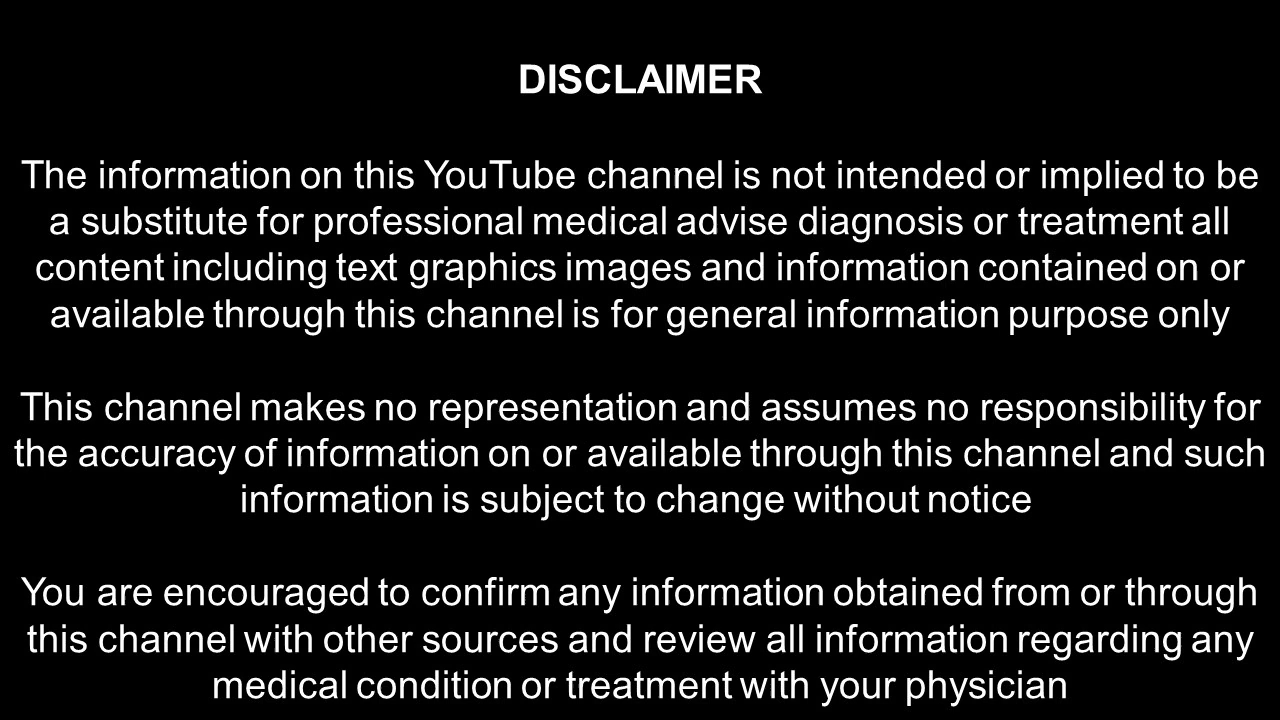 DISCLAIMER
The information on this YouTube channel is not intended or implied to be
a substitute for professional medical advise diagnosis or treatment all
content including text graphics images and information contained on or
available through this channel is for general information purpose only
This channel makes no representation and assumes no responsibility for
the accuracy of information on or available through this channel and such
information is subject to change without notice
You are encouraged to confirm any information obtained from or through
this channel with other sources and review all information regarding any
medical condition or treatment with your physician